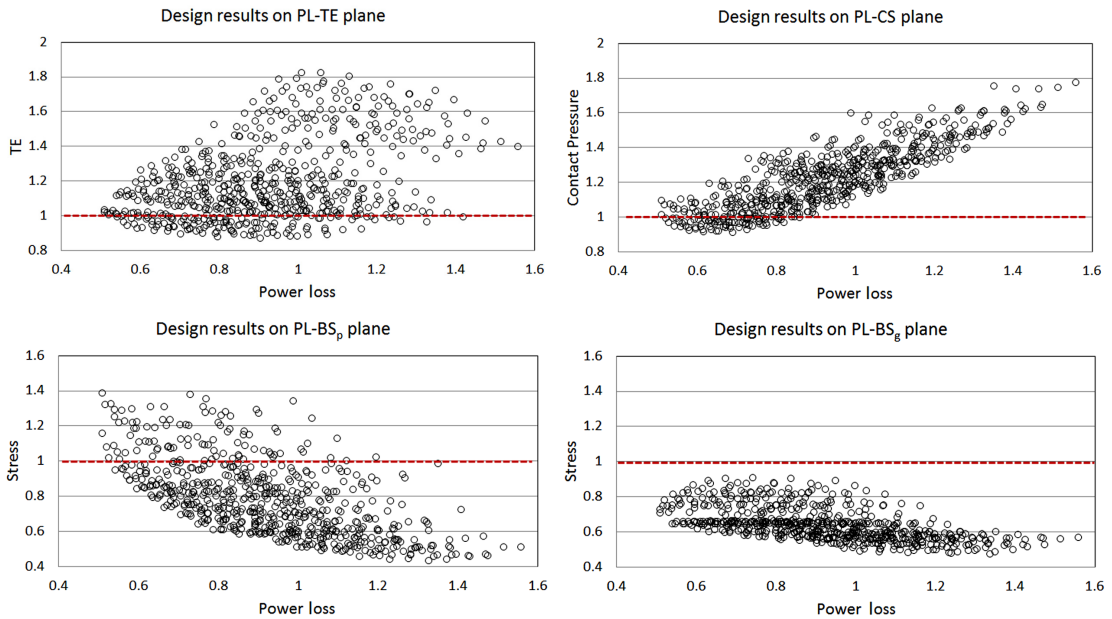 Design results on PL-TE plane
2
1.8
1.6
1.4
1.2
1
0.8
TE
0.4 0.6 0.8 1 1.2 1.4 1.6
Power loss
Design results on PL-CS plane
2
1.8
1.6
1.4
1.2
1
0.8
Contact Pressure
0.4 0.6 0.8 1 1.2 1.4 1.6
Power loss
Design results on PL-BSp plane
1.6
1.4
1.2
1
0.8
0.6
0.4
Stress
0.4 0.6 0.8 1 1.2 1.4 1.6
Power loss
Design results on PL-BSg plane
1.6
1.4
1.2
1
0.8
0.6
0.4
Stress
0.4 0.6 0.8 1 1.2 1.4 1.6
Power loss